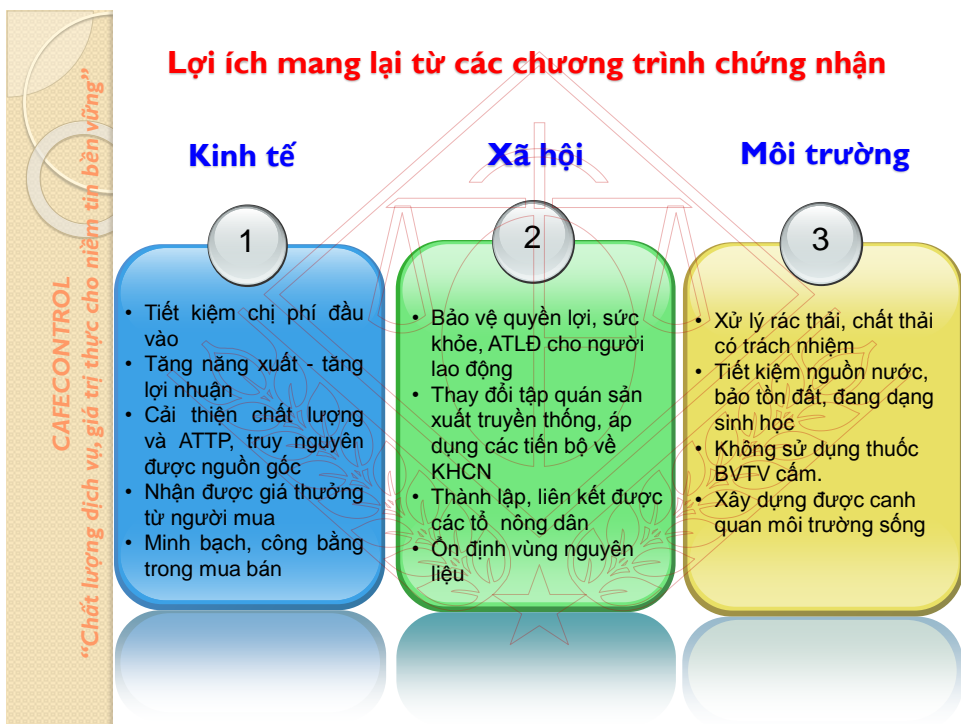 Lợi ích mang lại từ các chương trình chứng nhận
Kinh tế
Xã hội
Môi trường
1
2
3
• Tiết kiệm chị phí đầu
vào
• Tăng năng xuất - tăng
lợi nhuận
• Cải thiện chất lượng
và ATTP, truy nguyên
được nguồn gốc
• Nhận được giá thưởng
từ người mua
• Minh bạch, công bằng
trong mua bán
• Bảo vệ quyền lợi, sức
khỏe, ATLĐ cho người
lao động
• Thay đổi tập quán sản
xuất truyền thống, áp
dụng các tiến bộ về
KHCN
• Thành lập, liên kết được
các tổ nông dân
• Ổn định vùng nguyên
liệu
• Xử lý rác thải, chất thải
có trách nhiệm
• Tiết kiệm nguồn nước,
bảo tồn đất, đang dạng
sinh học
• Không sử dụng thuốc
BVTV cấm.
• Xây dựng được canh
quan môi trường sống
CAFECONTROL
“Chất lượng dịch vụ, giá trị thực cho niềm tin bền vững”